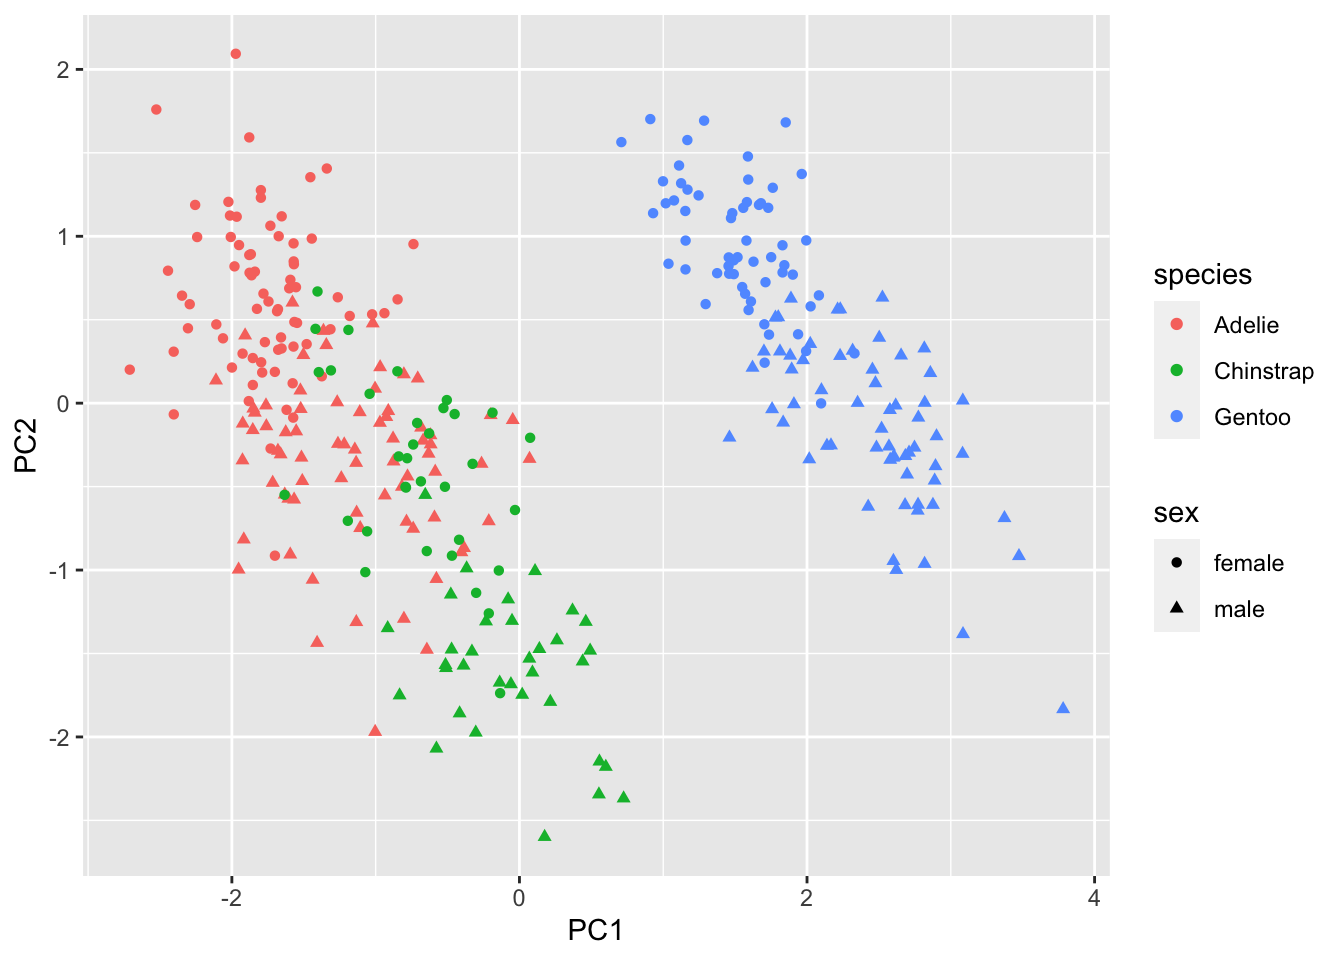 2
1
0
-1
-2
-2
0
2
4
PC1
PC2
species
Adelie
Chinstrap
Gentoo
sex
female
male